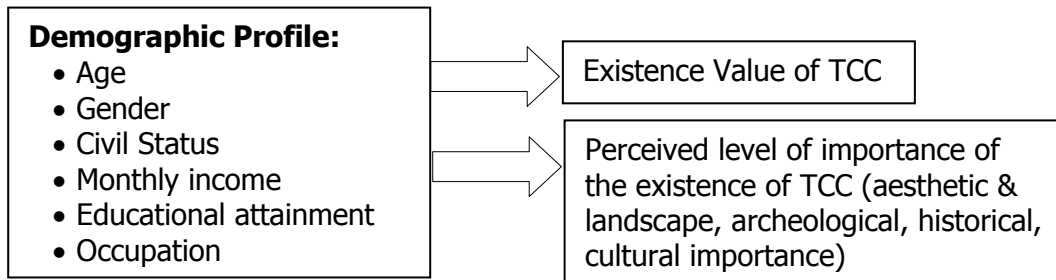 Demographic Profile:
• Age
• Gender
• Civil Status
• Monthly income
• Educational attainment
• Occupation
Existence Value of TCC
Perceived level of importance of
the existence of TCC (aesthetic &
landscape, archeological, historical,
cultural importance)